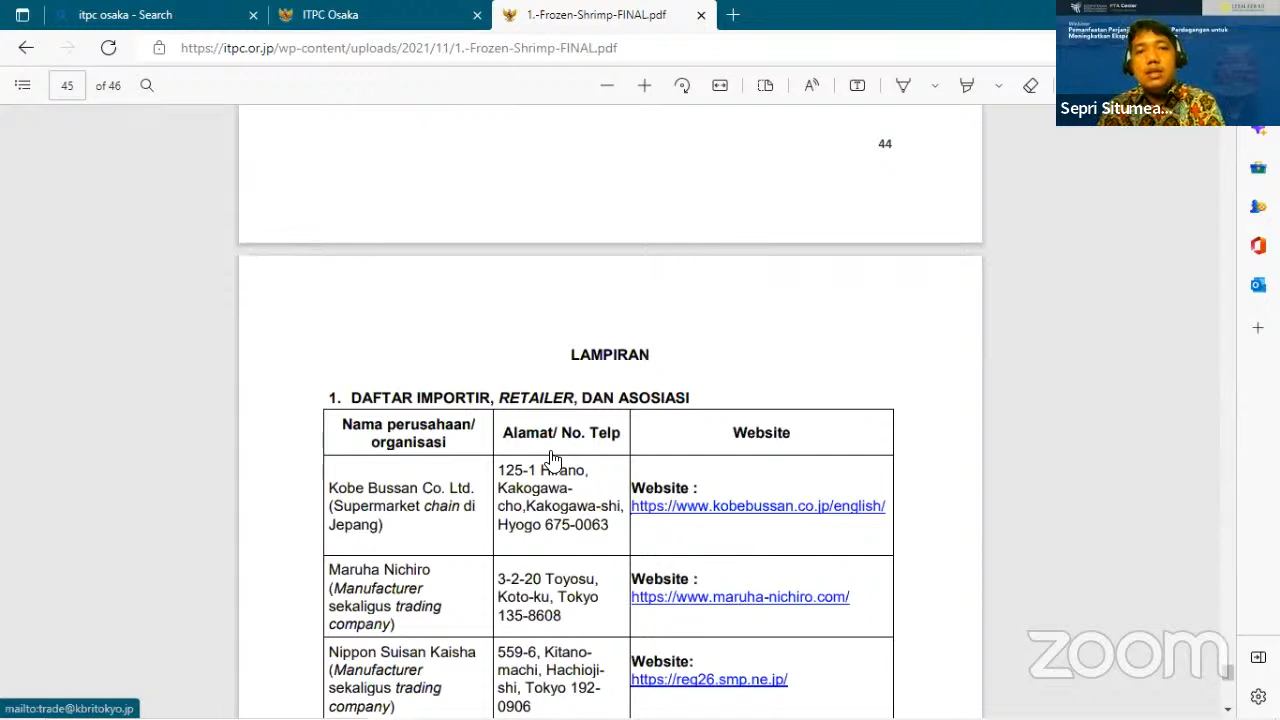 itpc osaka - Search
ITPC Osaka
1.-Frozen-Shrimp-FINAL.pdf
https://itpc.or.jp/wp-content/uploads/2021/11/1.-Frozen-Shrimp-FINAL.pdf
45 of 46
FTA Center
Webinar
Sepri Situmea...
44
LAMPIRAN
1. DAFTAR IMPORTIR, RETAILER, DAN ASOSIASI
Nama perusahaan/
organisasi
Alamat/ No. Telp
Website
Kobe Bussan Co. Ltd.
(Supermarket chain di
Jepang)
125-1 Hirano,
Kakogawa-
cho,Kakogawa-shi,
Hyogo 675-0063
Website :
https://www.kobebussan.co.jp/english/
Maruha Nichiro
(Manufacturer
sekaligus trading
company)
3-2-20 Toyosu,
Koto-ku, Tokyo
135-8608
Website :
https://www.maruha-nichiro.com/
Nippon Suisan Kaisha
(Manufacturer
sekaligus trading
company)
559-6, Kitano-
machi, Hachioji-
shi, Tokyo 192-
0906
Website:
https://reg26.smp.ne.jp/
mailto:trade@kbritokyo.jp
zoom